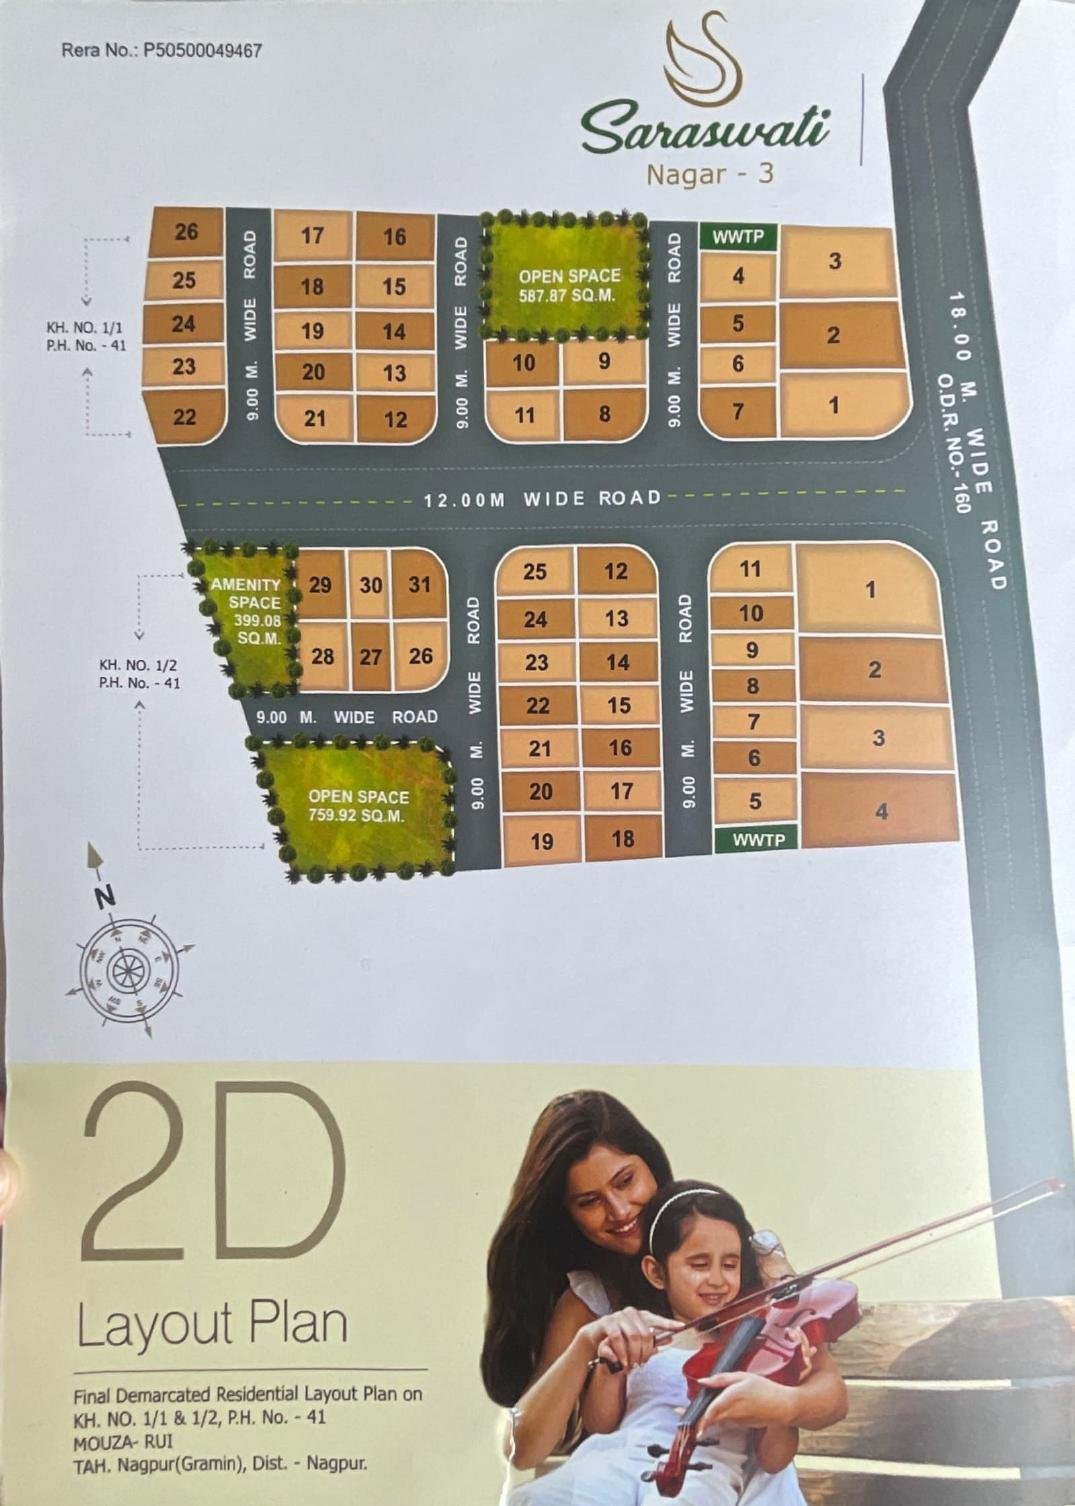 Rera No.: P50500049467
Saraswati
Nagar - 3
26
25
24
23
22
KH. NO. 1/1
P.H. No. - 41
9.00 M. WIDE ROAD
17
16
18
15
19
14
20
13
21
12
9.00 M. WIDE ROAD
OPEN SPACE
587.87 SQ.M.
10
9
11
8
9.00 M. WIDE ROAD
WWTP
4
5
6
7
3
2
1
18.00 M. WIDE ROAD
O.D.R. NO.- 160
12.00M WIDE ROAD
AMENITY
SPACE
399.08
SQ.M.
29
30
31
28
27
26
KH. NO. 1/2
P.H. No. - 41
9.00 M. WIDE ROAD
OPEN SPACE
759.92 SQ.M.
9.00 M. WIDE ROAD
25
12
24
13
23
14
22
15
21
16
20
17
19
18
9.00 M. WIDE ROAD
11
10
9
8
7
6
5
WWTP
1
2
3
4
N
N
NE
E
SE
S
SW
W
NW
2D
Layout Plan
Final Demarcated Residential Layout Plan on
KH. NO. 1/1 & 1/2, P.H. No. - 41
MOUZA- RUI
TAH. Nagpur(Gramin), Dist. - Nagpur.